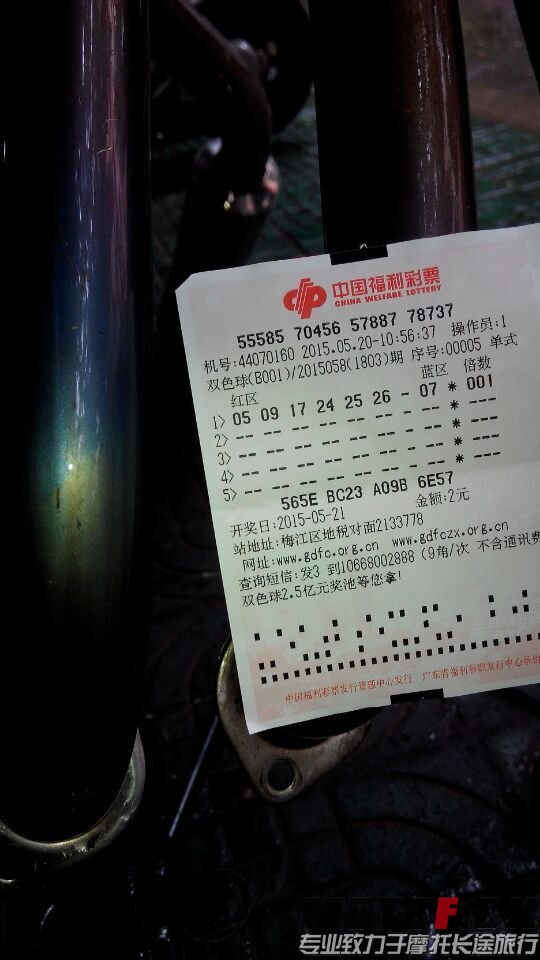 中国福利彩票
CHINA WELFARE LOTTERY
55585 70456 57887 78737
机号:44070160 2015.05.20-10:56:37 操作员:1
双色球(B001)/2015058(1803)期 序号:00005 单式
红区 蓝区 倍数
1> 05 09 17 24 25 26 - 07 * 001
2> -- -- -- -- -- -- - -- * ---
3> -- -- -- -- -- -- - -- * ---
4> -- -- -- -- -- -- - -- * ---
5> -- -- -- -- -- -- - -- * ---
565E BC23 A09B 6E57
开奖日:2015-05-21 金额:2元
站地址:梅江区地税对面2133778
网址:www.gdfc.org.cn www.gdfczx.org.cn
查询短信:发3 到10668002888 (9角/次 不含通讯费
双色球2.5亿元奖池等您拿!
中国福利彩票发行管理中心发行 广东省福利彩票发行中心承销
专业致力于摩托长途旅行